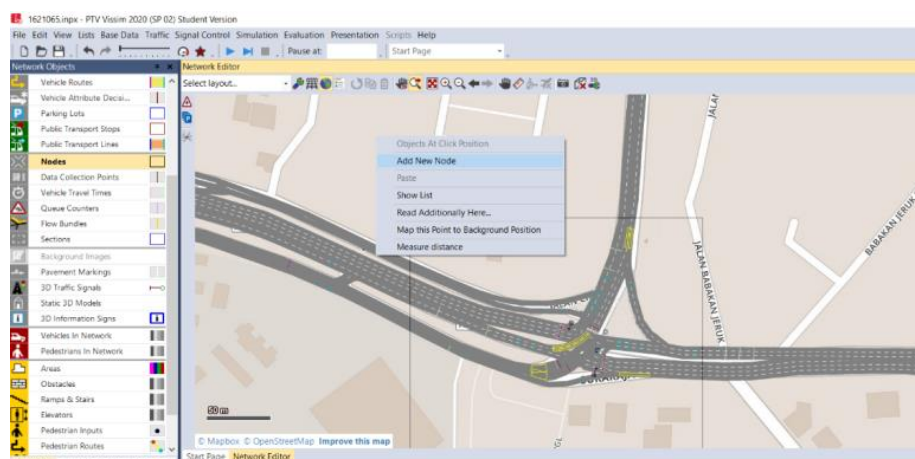 1621065.inpx - PTV Vissim 2020 (SP 02) Student Version
File Edit View Lists Base Data Traffic Signal Control Simulation Evaluation Presentation Scripts Help
Pause at: Start Page
Network Objects
Network Editor
Select layout...
Vehicle Routes
Vehicle Attribute Decisi...
Parking Lots
Public Transport Stops
Public Transport Lines
Nodes
Data Collection Points
Vehicle Travel Times
Queue Counters
Flow Bundles
Sections
Background Images
Pavement Markings
3D Traffic Signals
Static 3D Models
3D Information Signs
Vehicles In Network
Pedestrians In Network
Areas
Obstacles
Ramps & Stairs
Elevators
Pedestrian Inputs
Pedestrian Routes
Objects At Click Position
Add New Node
Paste
Show List
Read Additionally Here...
Map this Point to Background Position
Measure distance
JALAN BABAKAN JERUK
50 m
© Mapbox © OpenStreetMap Improve this map
Start Page Network Editor